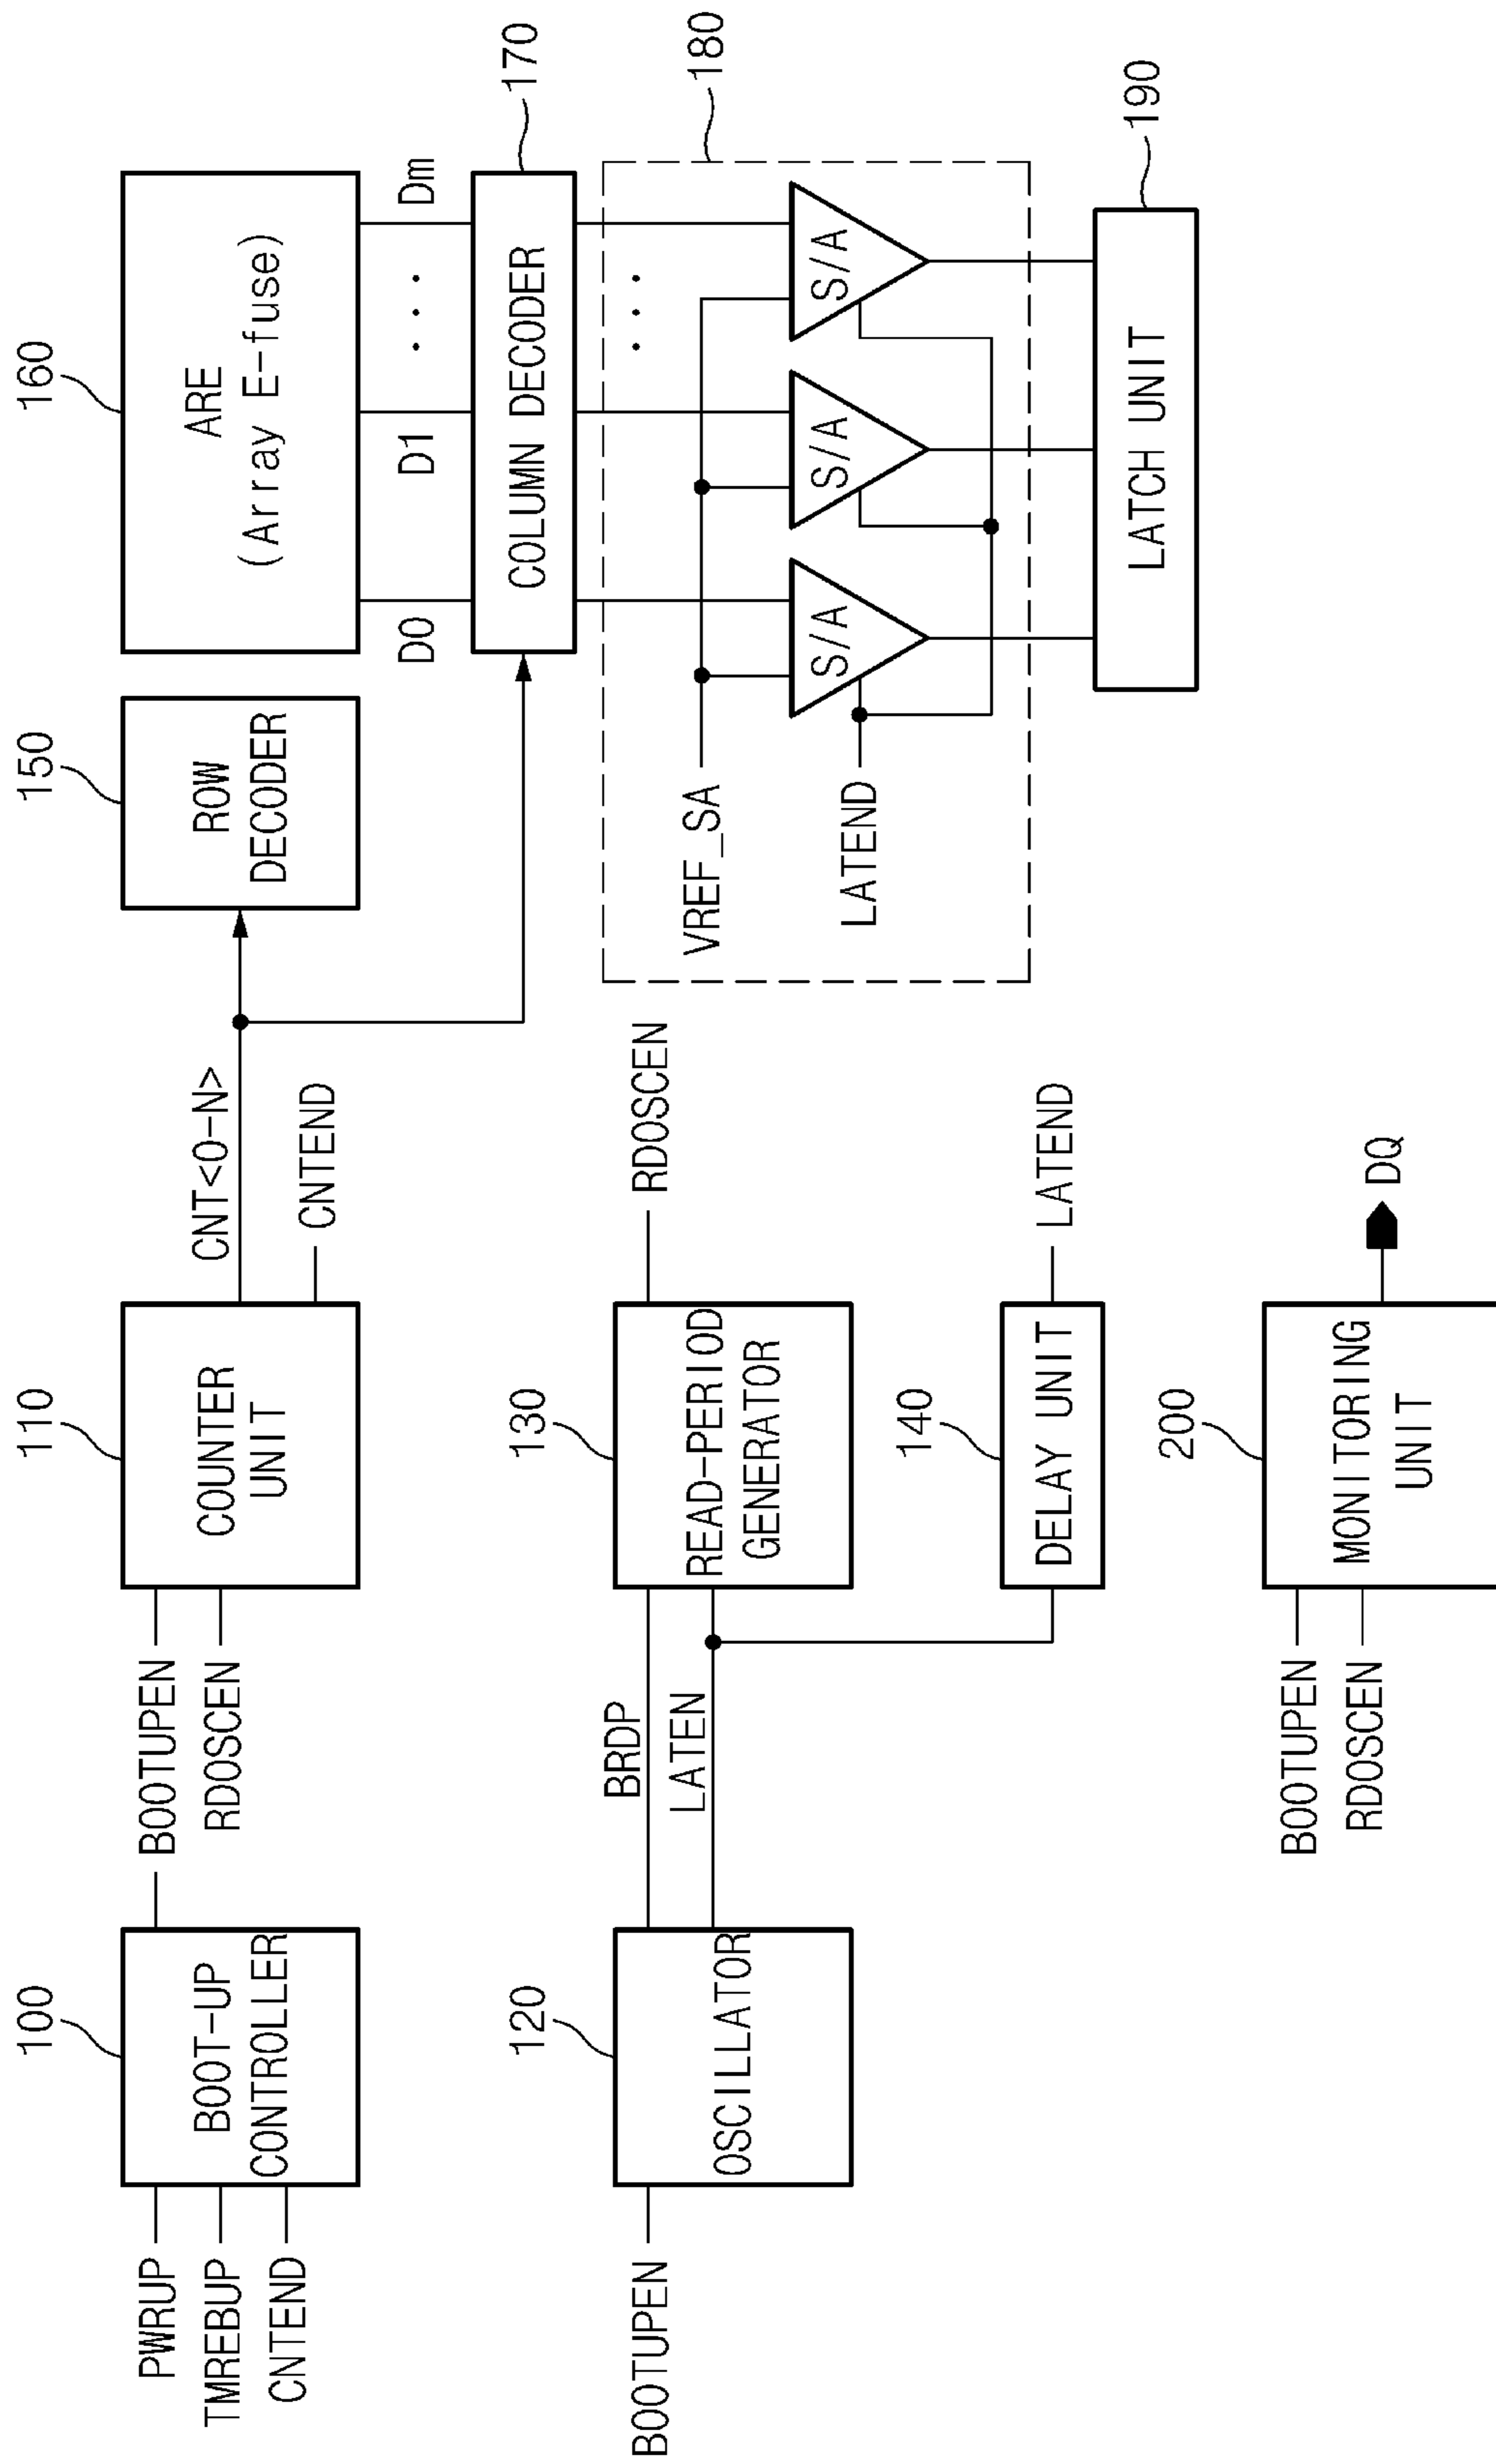 100
PWRUP
TMREBUP
CNTEND
BOOT-UP
CONTROLLER
BOOTUPEN
RDOSCEN
110
COUNTER
UNIT
CNT<0-N>
CNTEND
150
ROW
DECODER
160
ARE
(Array E-fuse)
D0
D1
Dm
COLUMN DECODER
170
120
BOOTUPEN
OSCILLATOR
BRDP
LATEN
130
READ-PERIOD
GENERATOR
RDOSCEN
140
DELAY UNIT
LATEND
180
VREF_SA
LATEND
S/A
S/A
S/A
LATCH UNIT
190
200
BOOTUPEN
RDOSCEN
MONITORING
UNIT
DQ